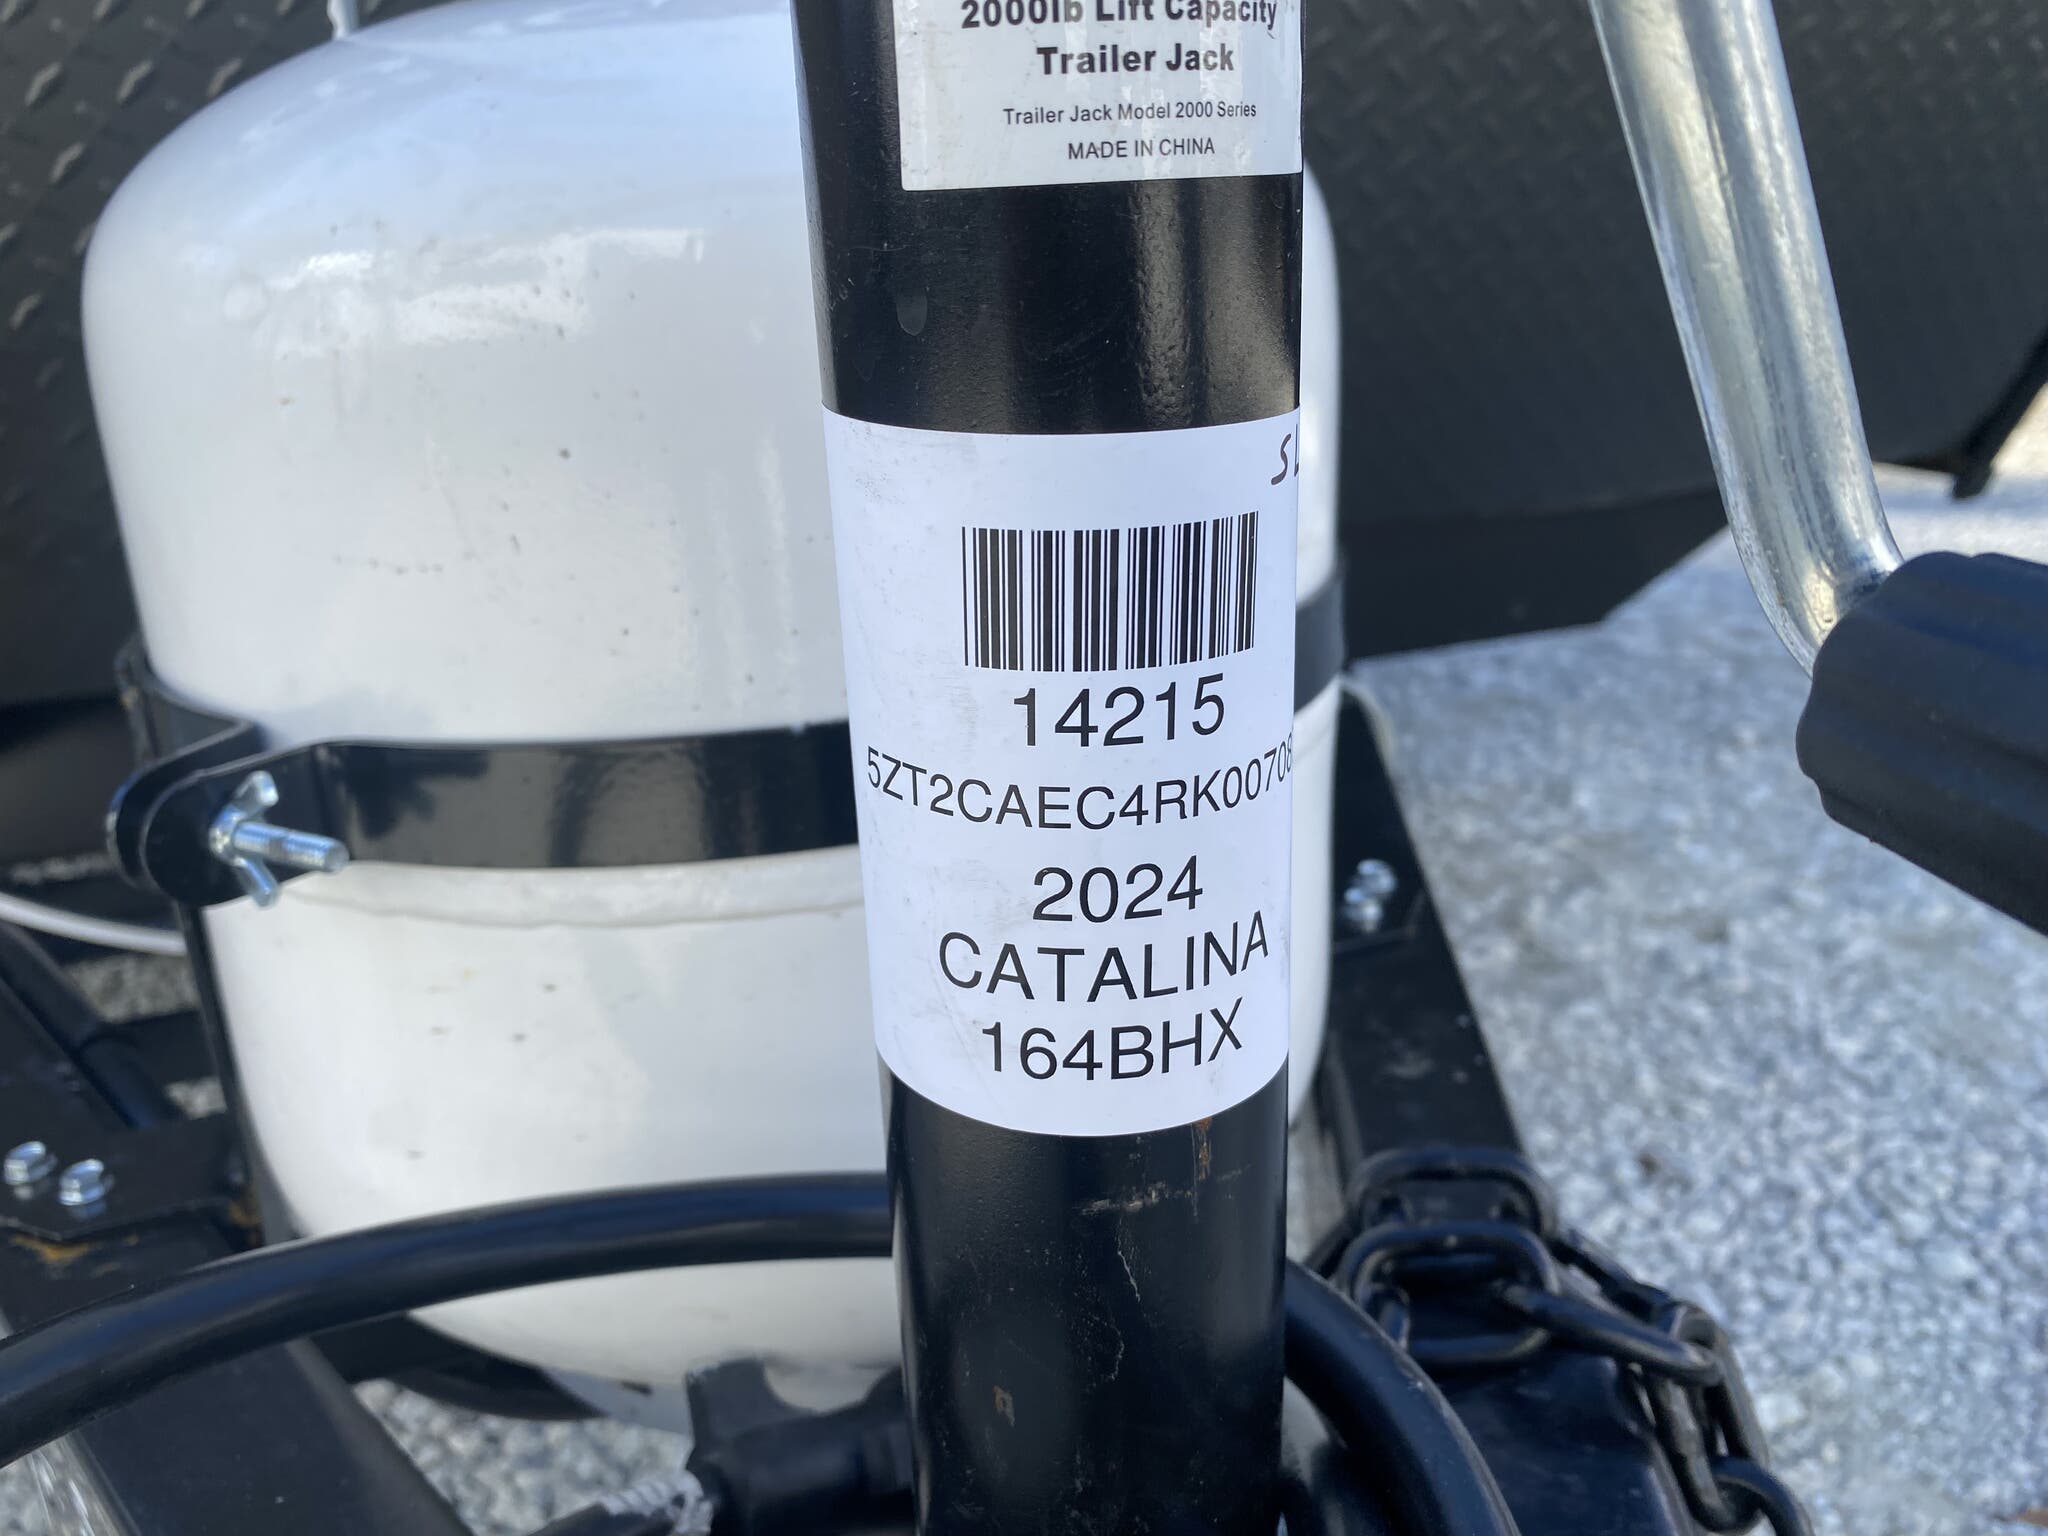 2000lb Lift Capacity
Trailer Jack
Trailer Jack Model 2000 Series
MADE IN CHINA
14215
2024
CATALINA
164BHX